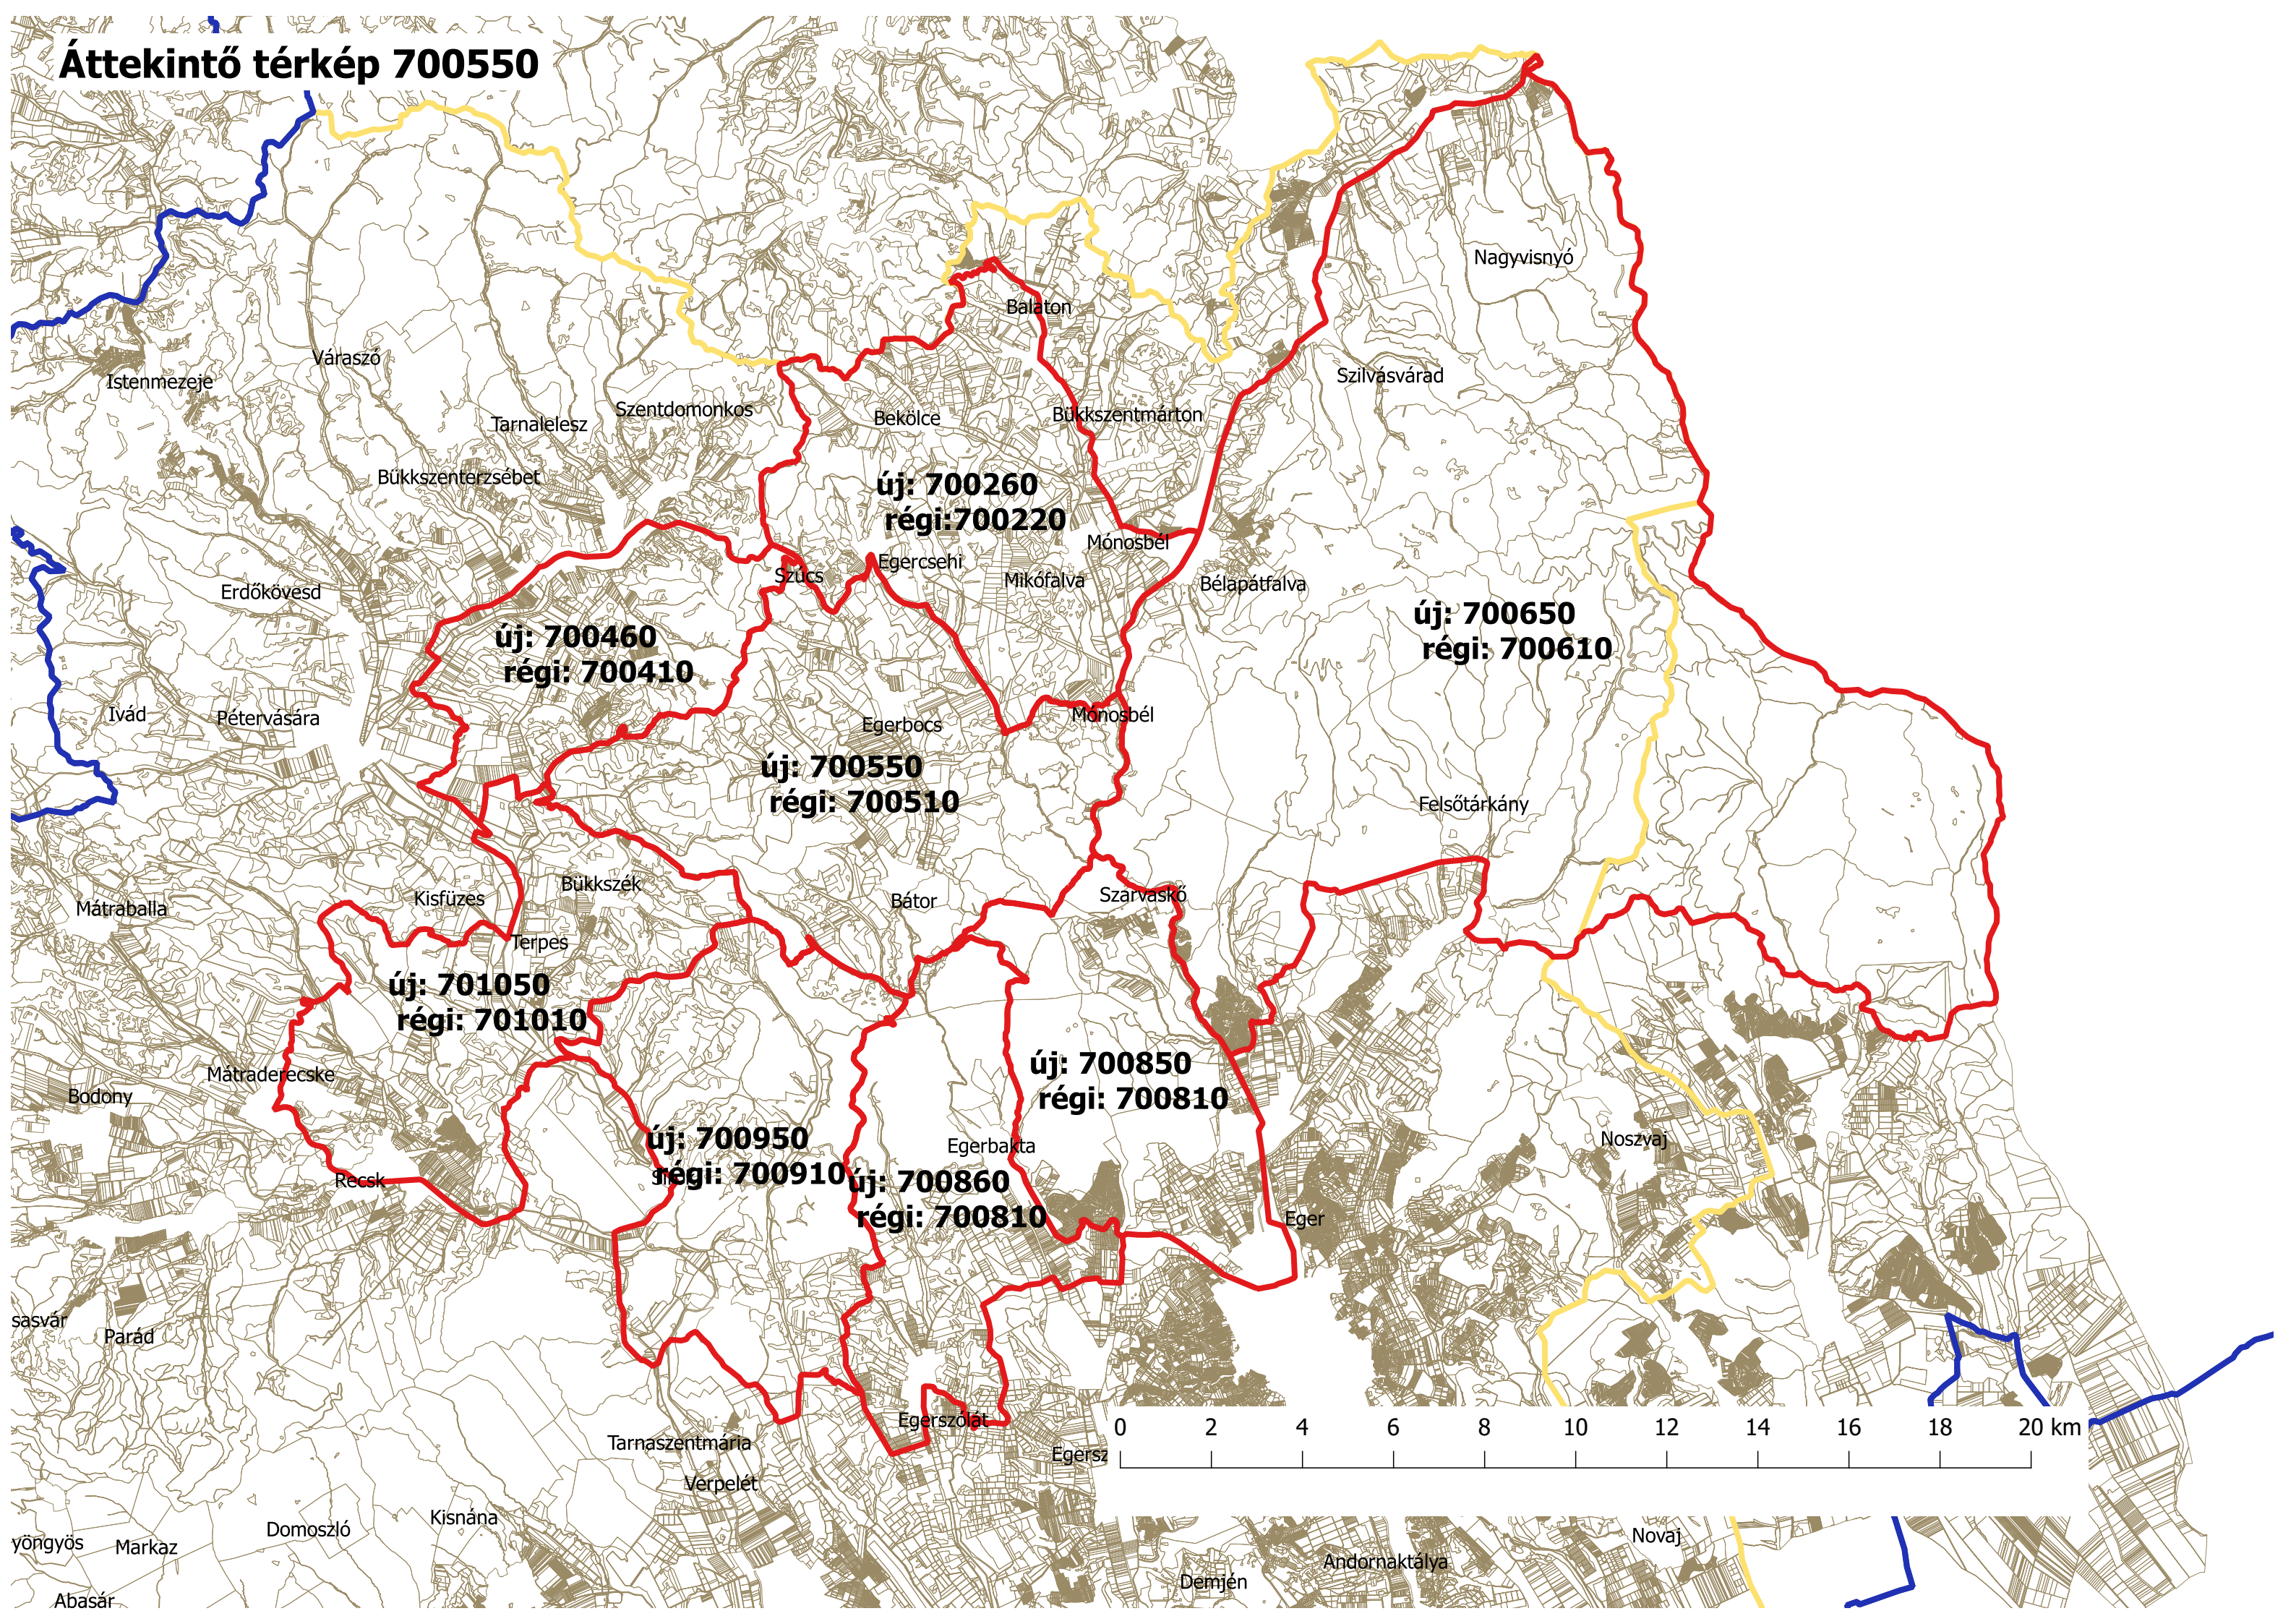 Áttekintő térkép 700550
Nagyvisnyó
Balaton
Váraszó
Istenmezeje
Szilvásvárad
Szentdomonkos
Bekölce
Bükkszentmárton
Tarnalelesz
Bükkszenterzsébet
új: 700260
régi:700220
Mónosbél
Egercsehi
Szúcs
Mikófalva
Bélapátfalva
Erdőkövesd
új: 700650
régi: 700610
új: 700460
régi: 700410
Ivád
Pétervására
Mónosbél
Egerbocs
új: 700550
régi: 700510
Felsőtárkány
Bükkszék
Kisfüzes
Szarvaskő
Bátor
Mátraballa
Terpes
új: 701050
régi: 701010
Mátraderecske
Bodony
új: 700850
régi: 700810
Noszvaj
új: 700950
régi: 700910
Egerbakta
Recsk
új: 700860
régi: 700810
Eger
sasvár
Parád
Egerszólát
Tarnaszentmária
Egersz
0 2 4 6 8 10 12 14 16 18 20 km
Verpelét
Kisnána
Domoszló
Novaj
yöngyös
Markaz
Andornaktálya
Demjén
Abasár